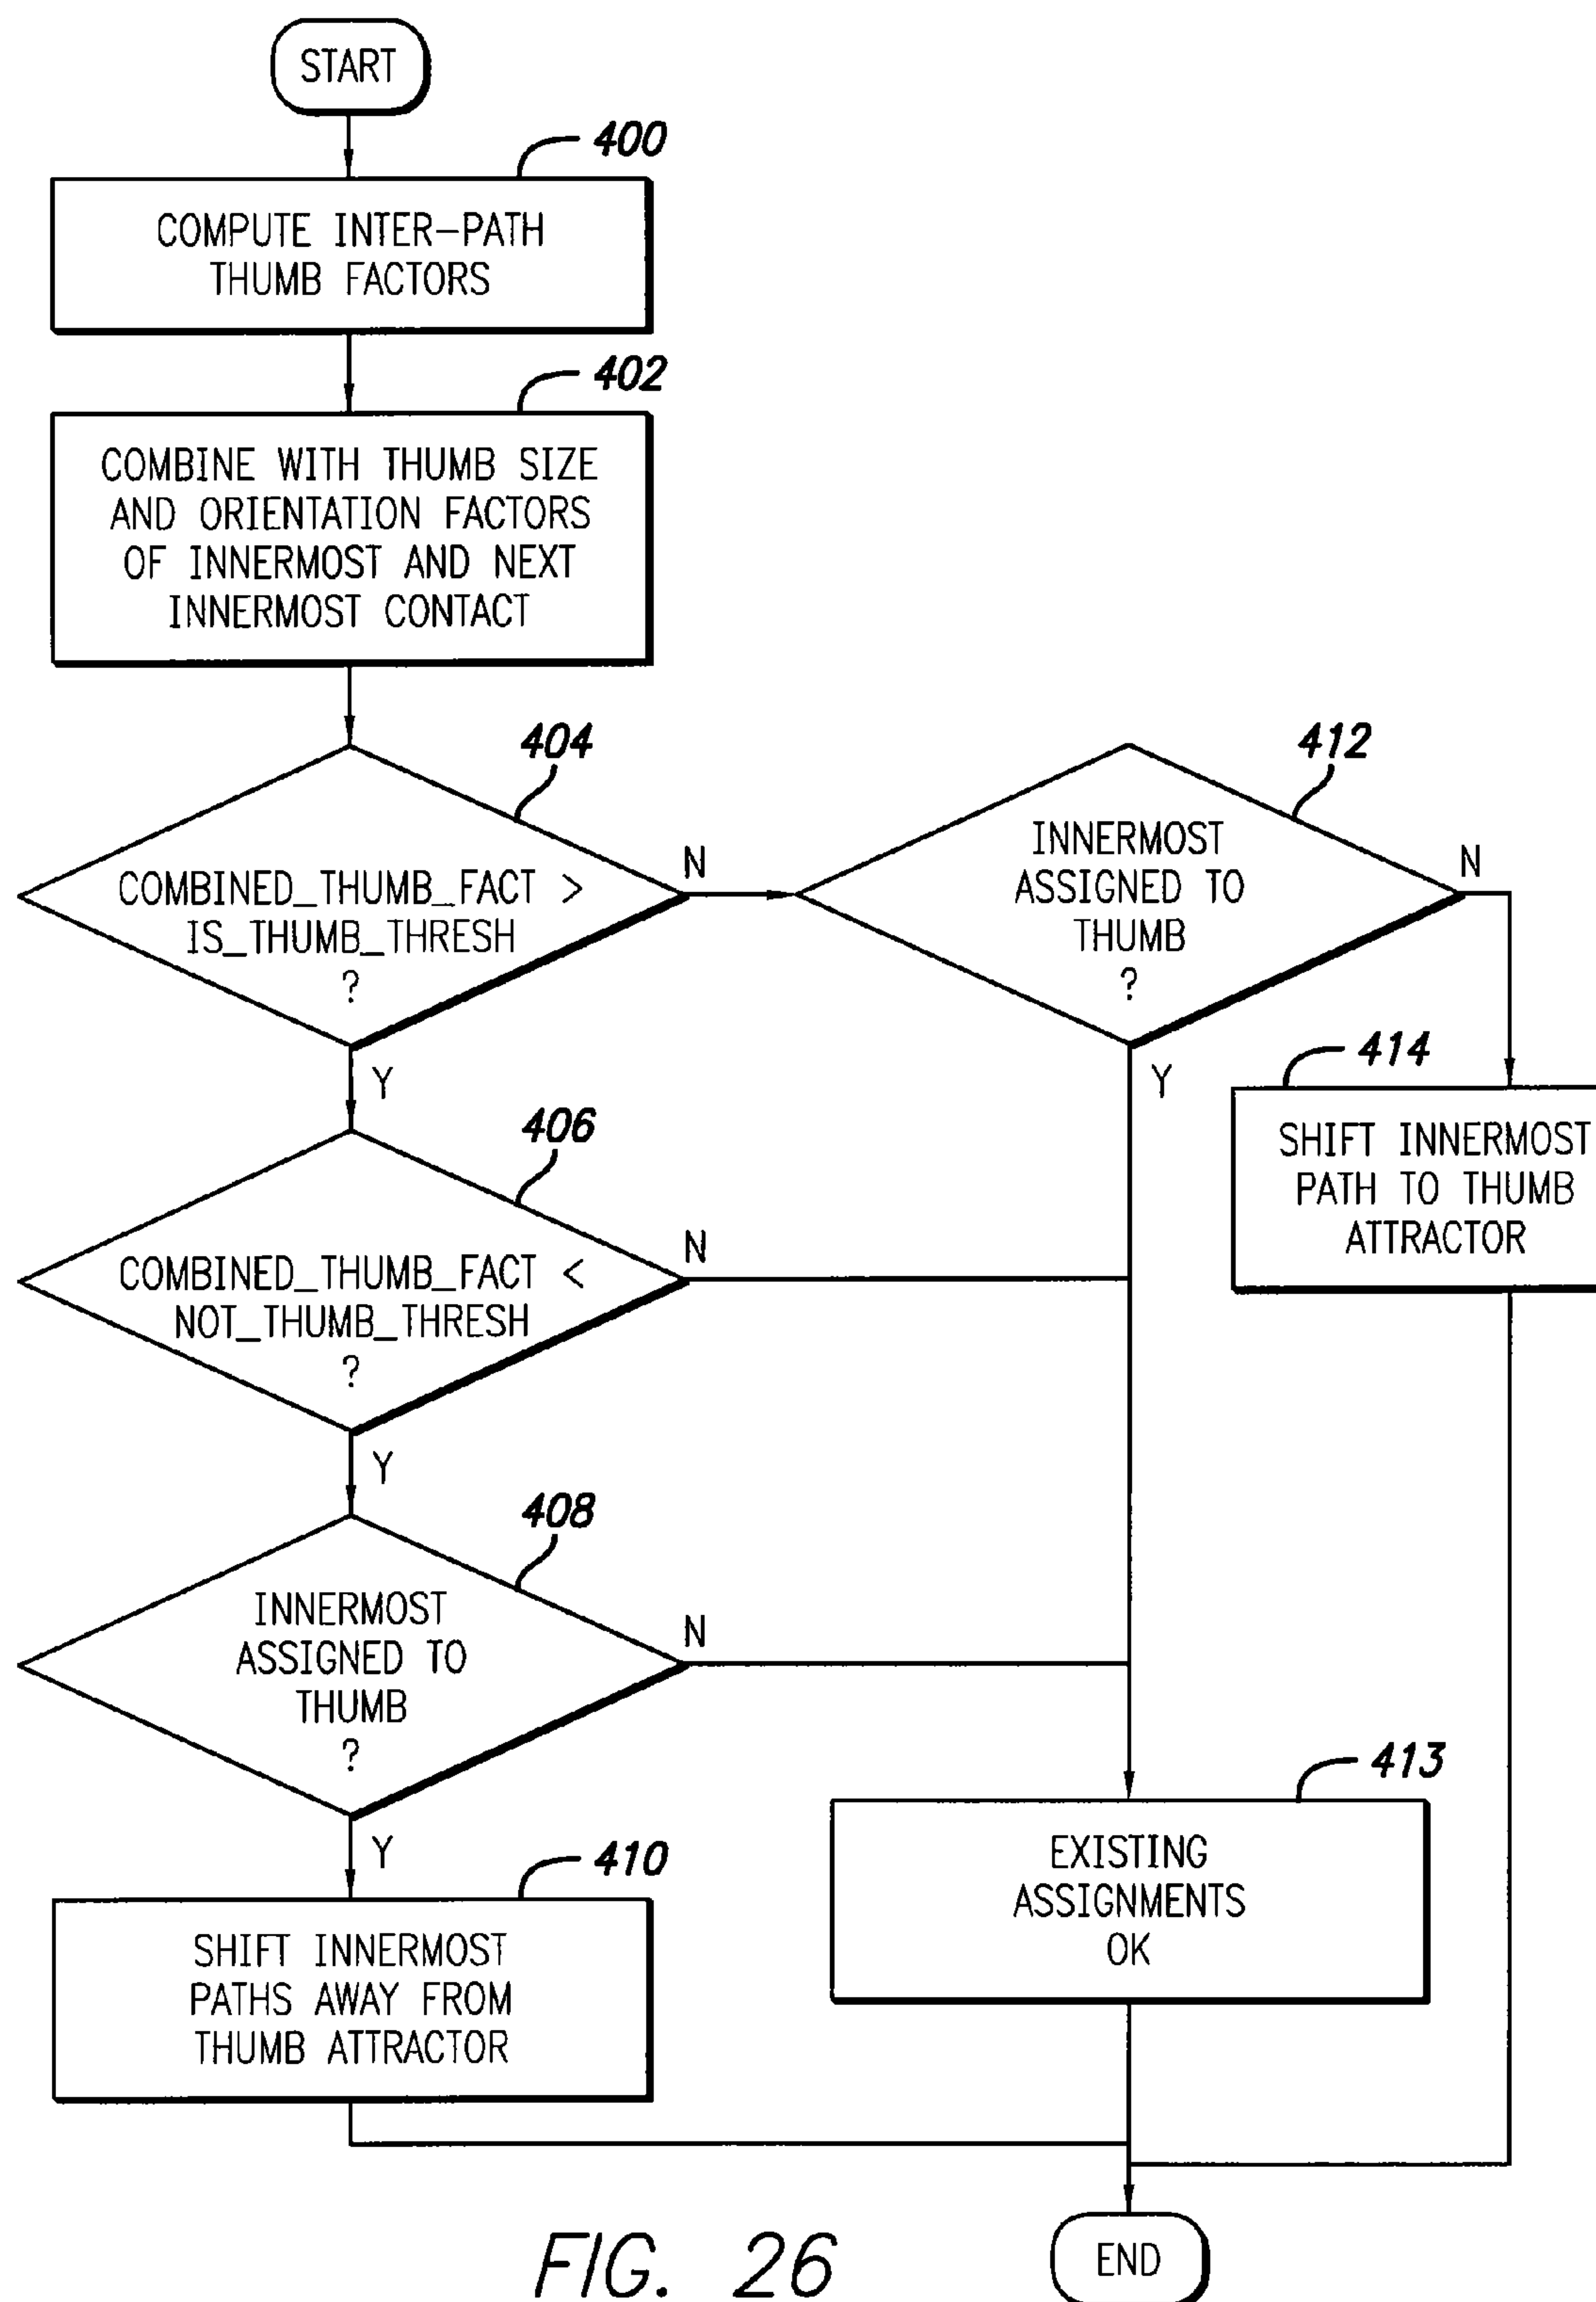 START
400
COMPUTE INTER-PATH
THUMB FACTORS
402
COMBINE WITH THUMB SIZE
AND ORIENTATION FACTORS
OF INNERMOST AND NEXT
INNERMOST CONTACT
404
COMBINED_THUMB_FACT >
IS_THUMB_THRESH
?
N
Y
412
INNERMOST
ASSIGNED TO
THUMB
?
N
Y
414
SHIFT INNERMOST
PATH TO THUMB
ATTRACTOR
406
COMBINED_THUMB_FACT <
NOT_THUMB_THRESH
?
N
Y
408
INNERMOST
ASSIGNED TO
THUMB
?
N
Y
413
EXISTING
ASSIGNMENTS
OK
410
SHIFT INNERMOST
PATHS AWAY FROM
THUMB ATTRACTOR
END
FIG. 26